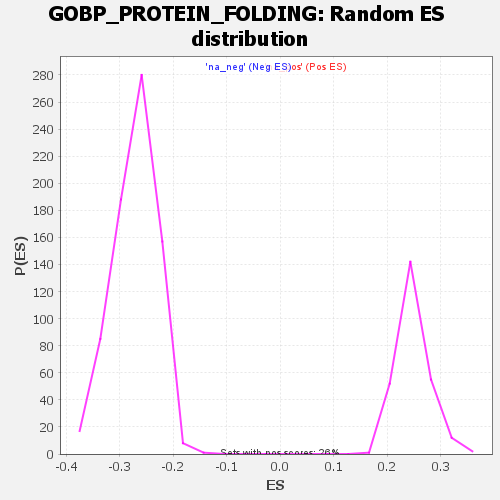 GOBP_PROTEIN_FOLDING: Random ES
distribution
'na_neg' (Neg ES)os' (Pos ES)
280
260
240
220
200
180
160
140
120
100
80
60
40
20
0
P(ES)
Sets with pos scores: 26%
-0.4 -0.3 -0.2 -0.1 0.0 0.1 0.2 0.3
ES